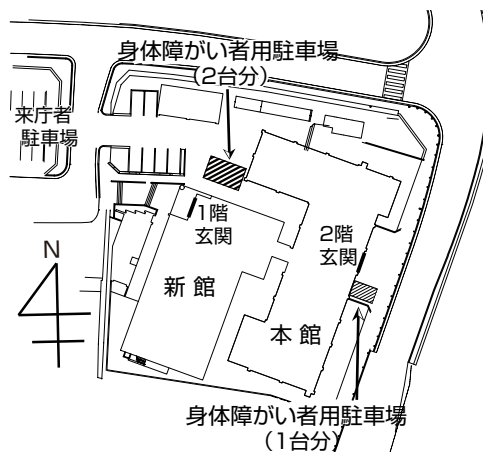 身体障がい者用駐車場
（2台分）
来庁者
駐車場
1階
玄関
2階
玄関
N
新館
本館
身体障がい者用駐車場
（1台分）